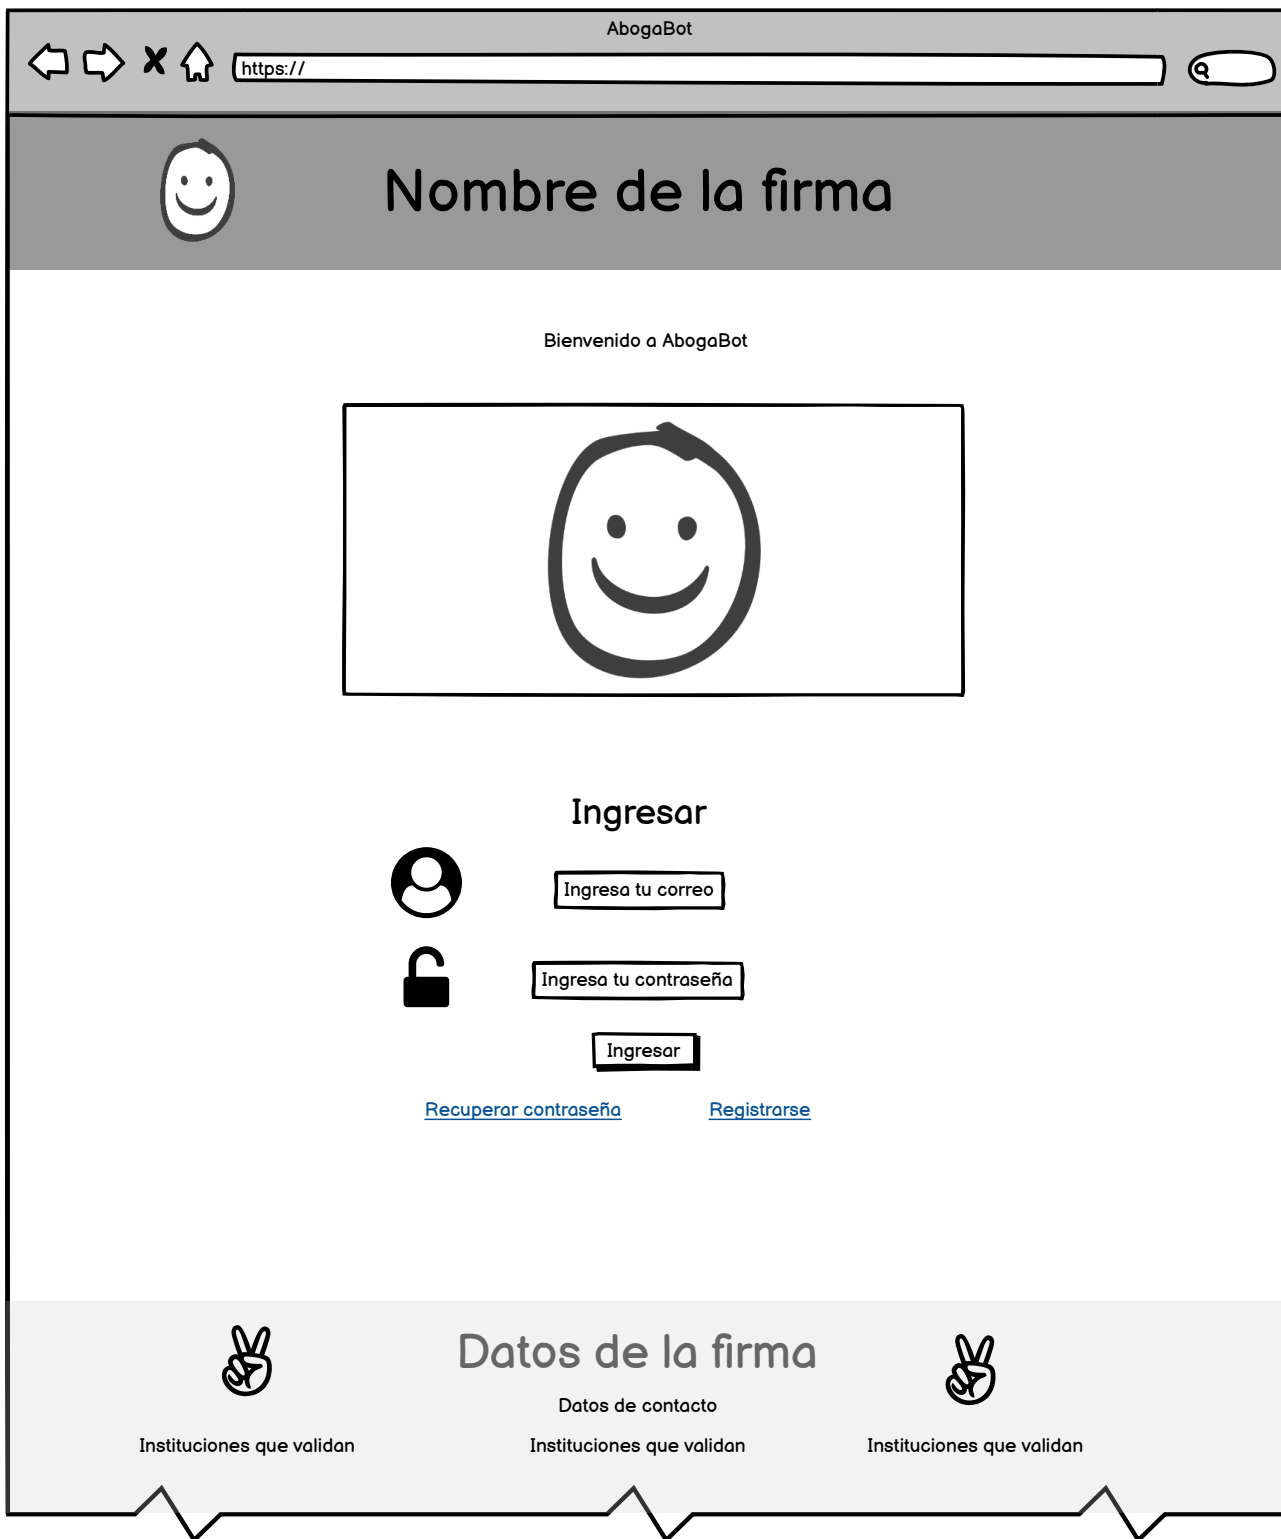 AbogaBot
https://
Nombre de la firma
Bienvenido a AbogaBot
Ingresar
Ingresa tu correo
Ingresa tu contraseña
Ingresar
Recuperar contraseña Registrarse
Datos de la firma
Datos de contacto
Instituciones que validan Instituciones que validan Instituciones que validan